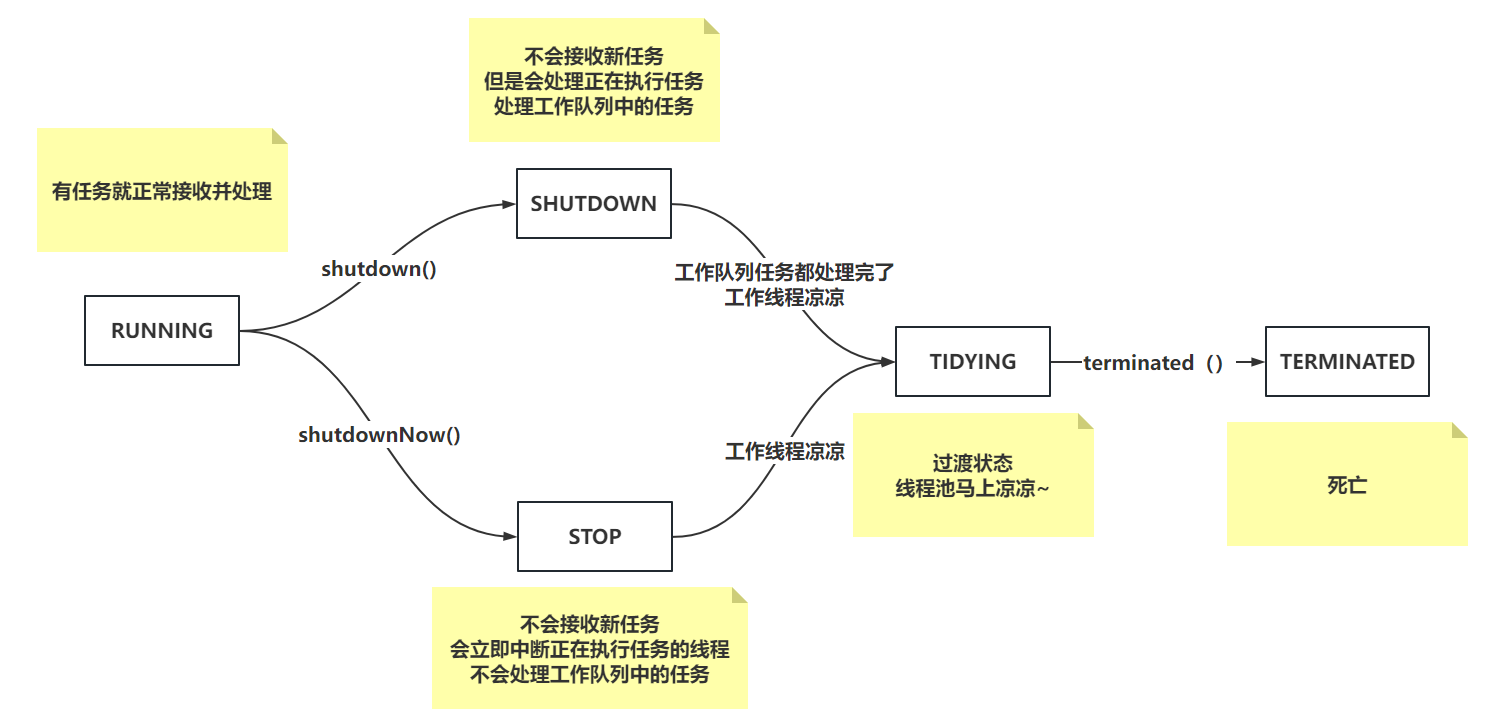 不会接收新任务
但是会处理正在执行任务
处理工作队列中的任务
有任务就正常接收并处理
SHUTDOWN
shutdown()
工作队列任务都处理完了
工作线程凉凉
RUNNING
TIDYING
terminated（）
TERMINATED
shutdownNow()
工作线程凉凉
过渡状态
线程池马上凉凉~
死亡
STOP
不会接收新任务
会立即中断正在执行任务的线程
不会处理工作队列中的任务